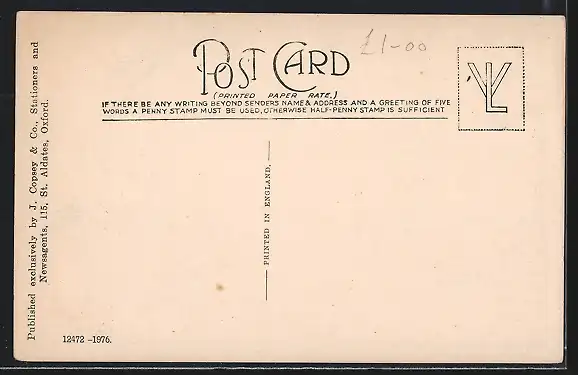 POST CARD
£1-00
(PRINTED PAPER RATE.)
IF THERE BE ANY WRITING BEYOND SENDERS NAME & ADDRESS AND A GREETING OF FIVE
WORDS A PENNY STAMP MUST BE USED, OTHERWISE HALF-PENNY STAMP IS SUFFICIENT
Published exclusively by J. Copsey & Co., Stationers and
Newsagents, 115, St. Aldates, Oxford.
PRINTED IN ENGLAND.
12472 -1976.